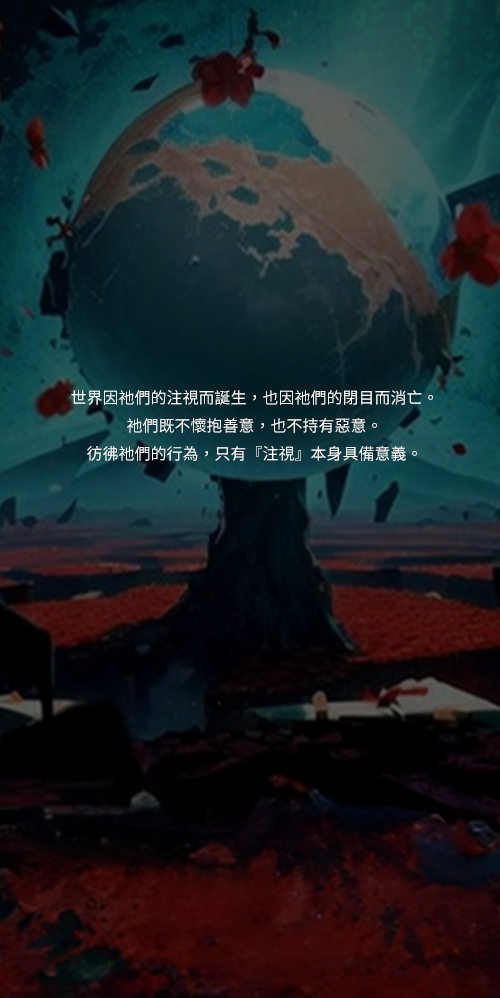 世界因祂們的注視而誕生，也因祂們的閉目而消亡。
祂們既不懷抱善意，也不持有惡意。
彷彿祂們的行為，只有『注視』本身具備意義。